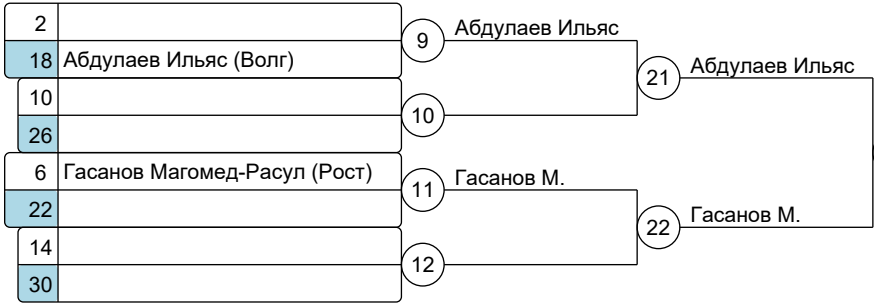 2
18 Абдулаев Ильяс (Волг)
10
26
6 Гасанов Магомед-Расул (Рост)
22
14
30
9 Абдулаев Ильяс
10
11 Гасанов М.
12
21 Абдулаев Ильяс
22 Гасанов М.